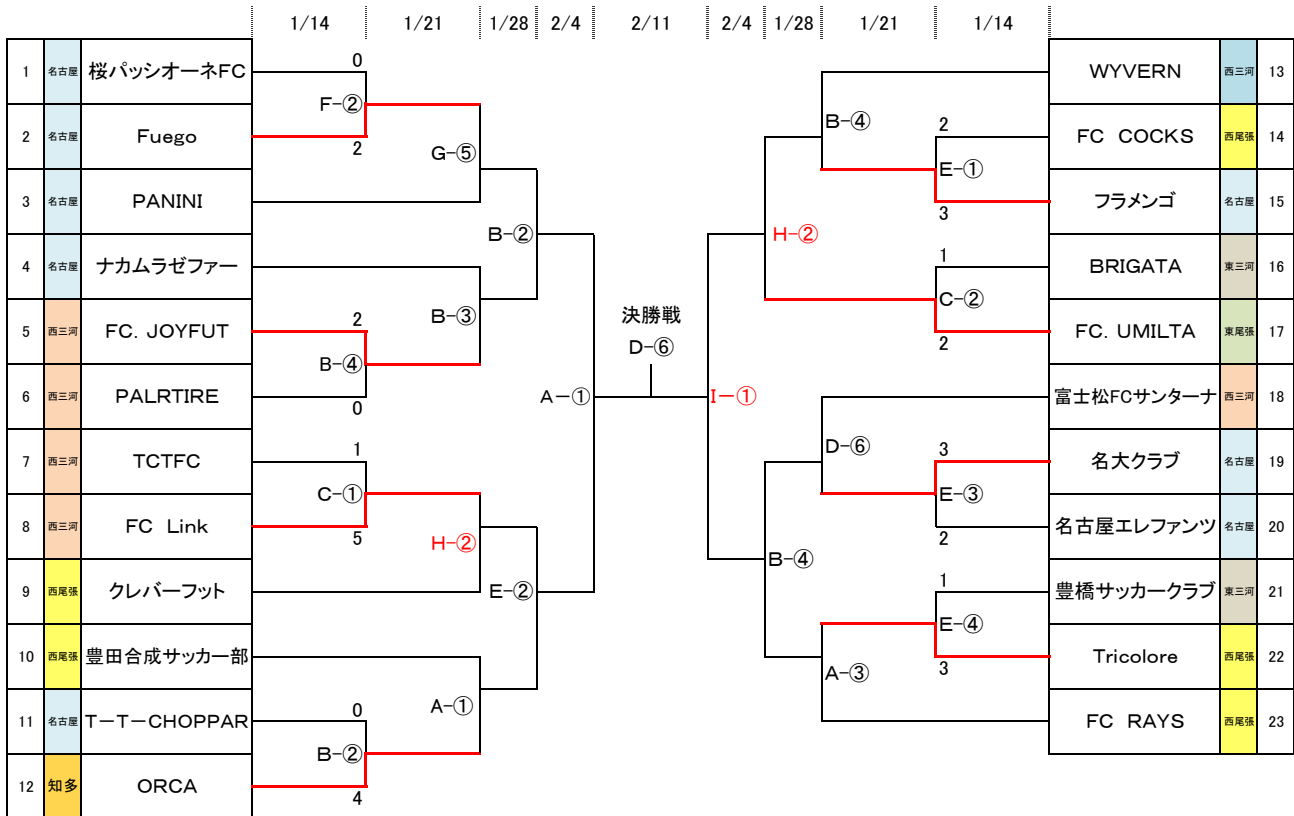 1/14 1/21 1/28 2/4 2/11 2/4 1/28 1/21 1/14
1 名古屋 桜パッシオーネFC 0
F-②
2 名古屋 Fuego 2
G-⑤
3 名古屋 PANINI
B-②
4 名古屋 ナカムラゼファー
B-③
5 西三河 FC. JOYFUT 2
B-④
6 西三河 PALRTIRE 0
A-①
7 西三河 TCTFC 1
C-①
8 西三河 FC Link 5
H-②
9 西尾張 クレバーフット
E-②
10 西尾張 豊田合成サッカー部
A-①
11 名古屋 T-T-CHOPPAR 0
B-②
12 知多 ORCA 4
決勝戦
D-⑥
WYVERN 西三河 13
B-④
2 FC COCKS 西尾張 14
E-①
3 フラメンゴ 名古屋 15
H-②
1 BRIGATA 東三河 16
C-②
2 FC. UMILTA 東尾張 17
I-①
富士松FCサンターナ 西三河 18
D-⑥
3 名大クラブ 名古屋 19
E-③
2 名古屋エレファンツ 名古屋 20
B-④
1 豊橋サッカークラブ 東三河 21
E-④
3 Tricolore 西尾張 22
A-③
FC RAYS 西尾張 23